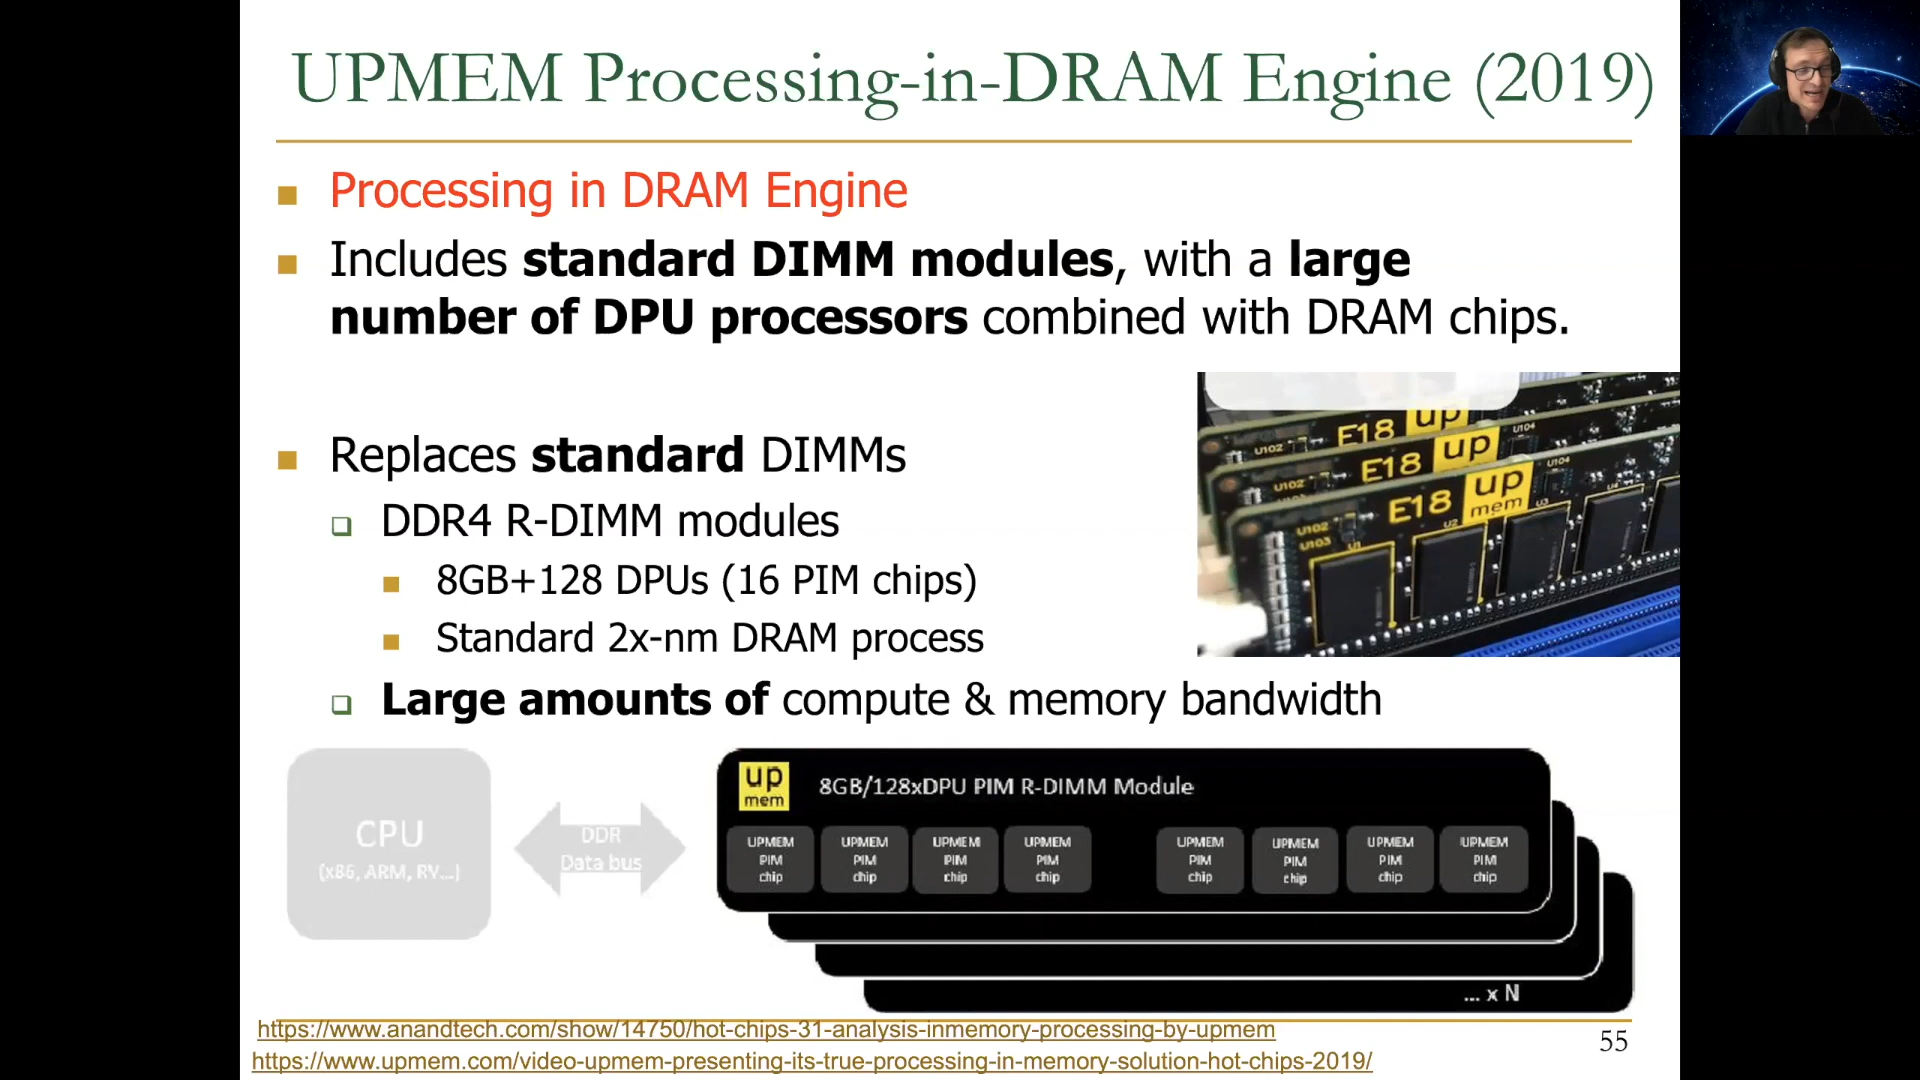 UPMEM Processing-in-DRAM Engine (2019)
Processing in DRAM Engine
Includes standard DIMM modules, with a large
number of DPU processors combined with DRAM chips.
Replaces standard DIMMs
DDR4 R-DIMM modules
8GB+128 DPUs (16 PIM chips)
Standard 2x-nm DRAM process
Large amounts of compute & memory bandwidth
E18 up
U102
U104
E18 up
U102
U104
E18 up
mem
U102
U103
U1
U2
U3
U4
CPU
(x86, ARM, RV...)
DDR
Data bus
up
mem
8GB/128xDPU PIM R-DIMM Module
UPMEM
PIM
chip
UPMEM
PIM
chip
UPMEM
PIM
chip
UPMEM
PIM
chip
UPMEM
PIM
chip
UPMEM
PIM
chip
UPMEM
PIM
chip
UPMEM
PIM
chip
... x N
https://www.anandtech.com/show/14750/hot-chips-31-analysis-inmemory-processing-by-upmem
https://www.upmem.com/video-upmem-presenting-its-true-processing-in-memory-solution-hot-chips-2019/
55